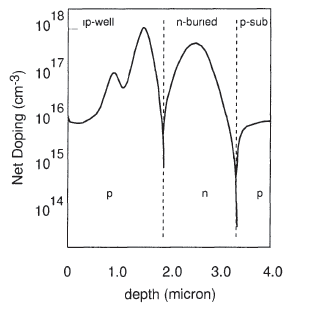 10^18
ıp-well
n-buried
p-sub
10^17
10^16
10^15
10^14
Net Doping (cm^-3)
p
n
p
0
1.0
2.0
3.0
4.0
depth (micron)